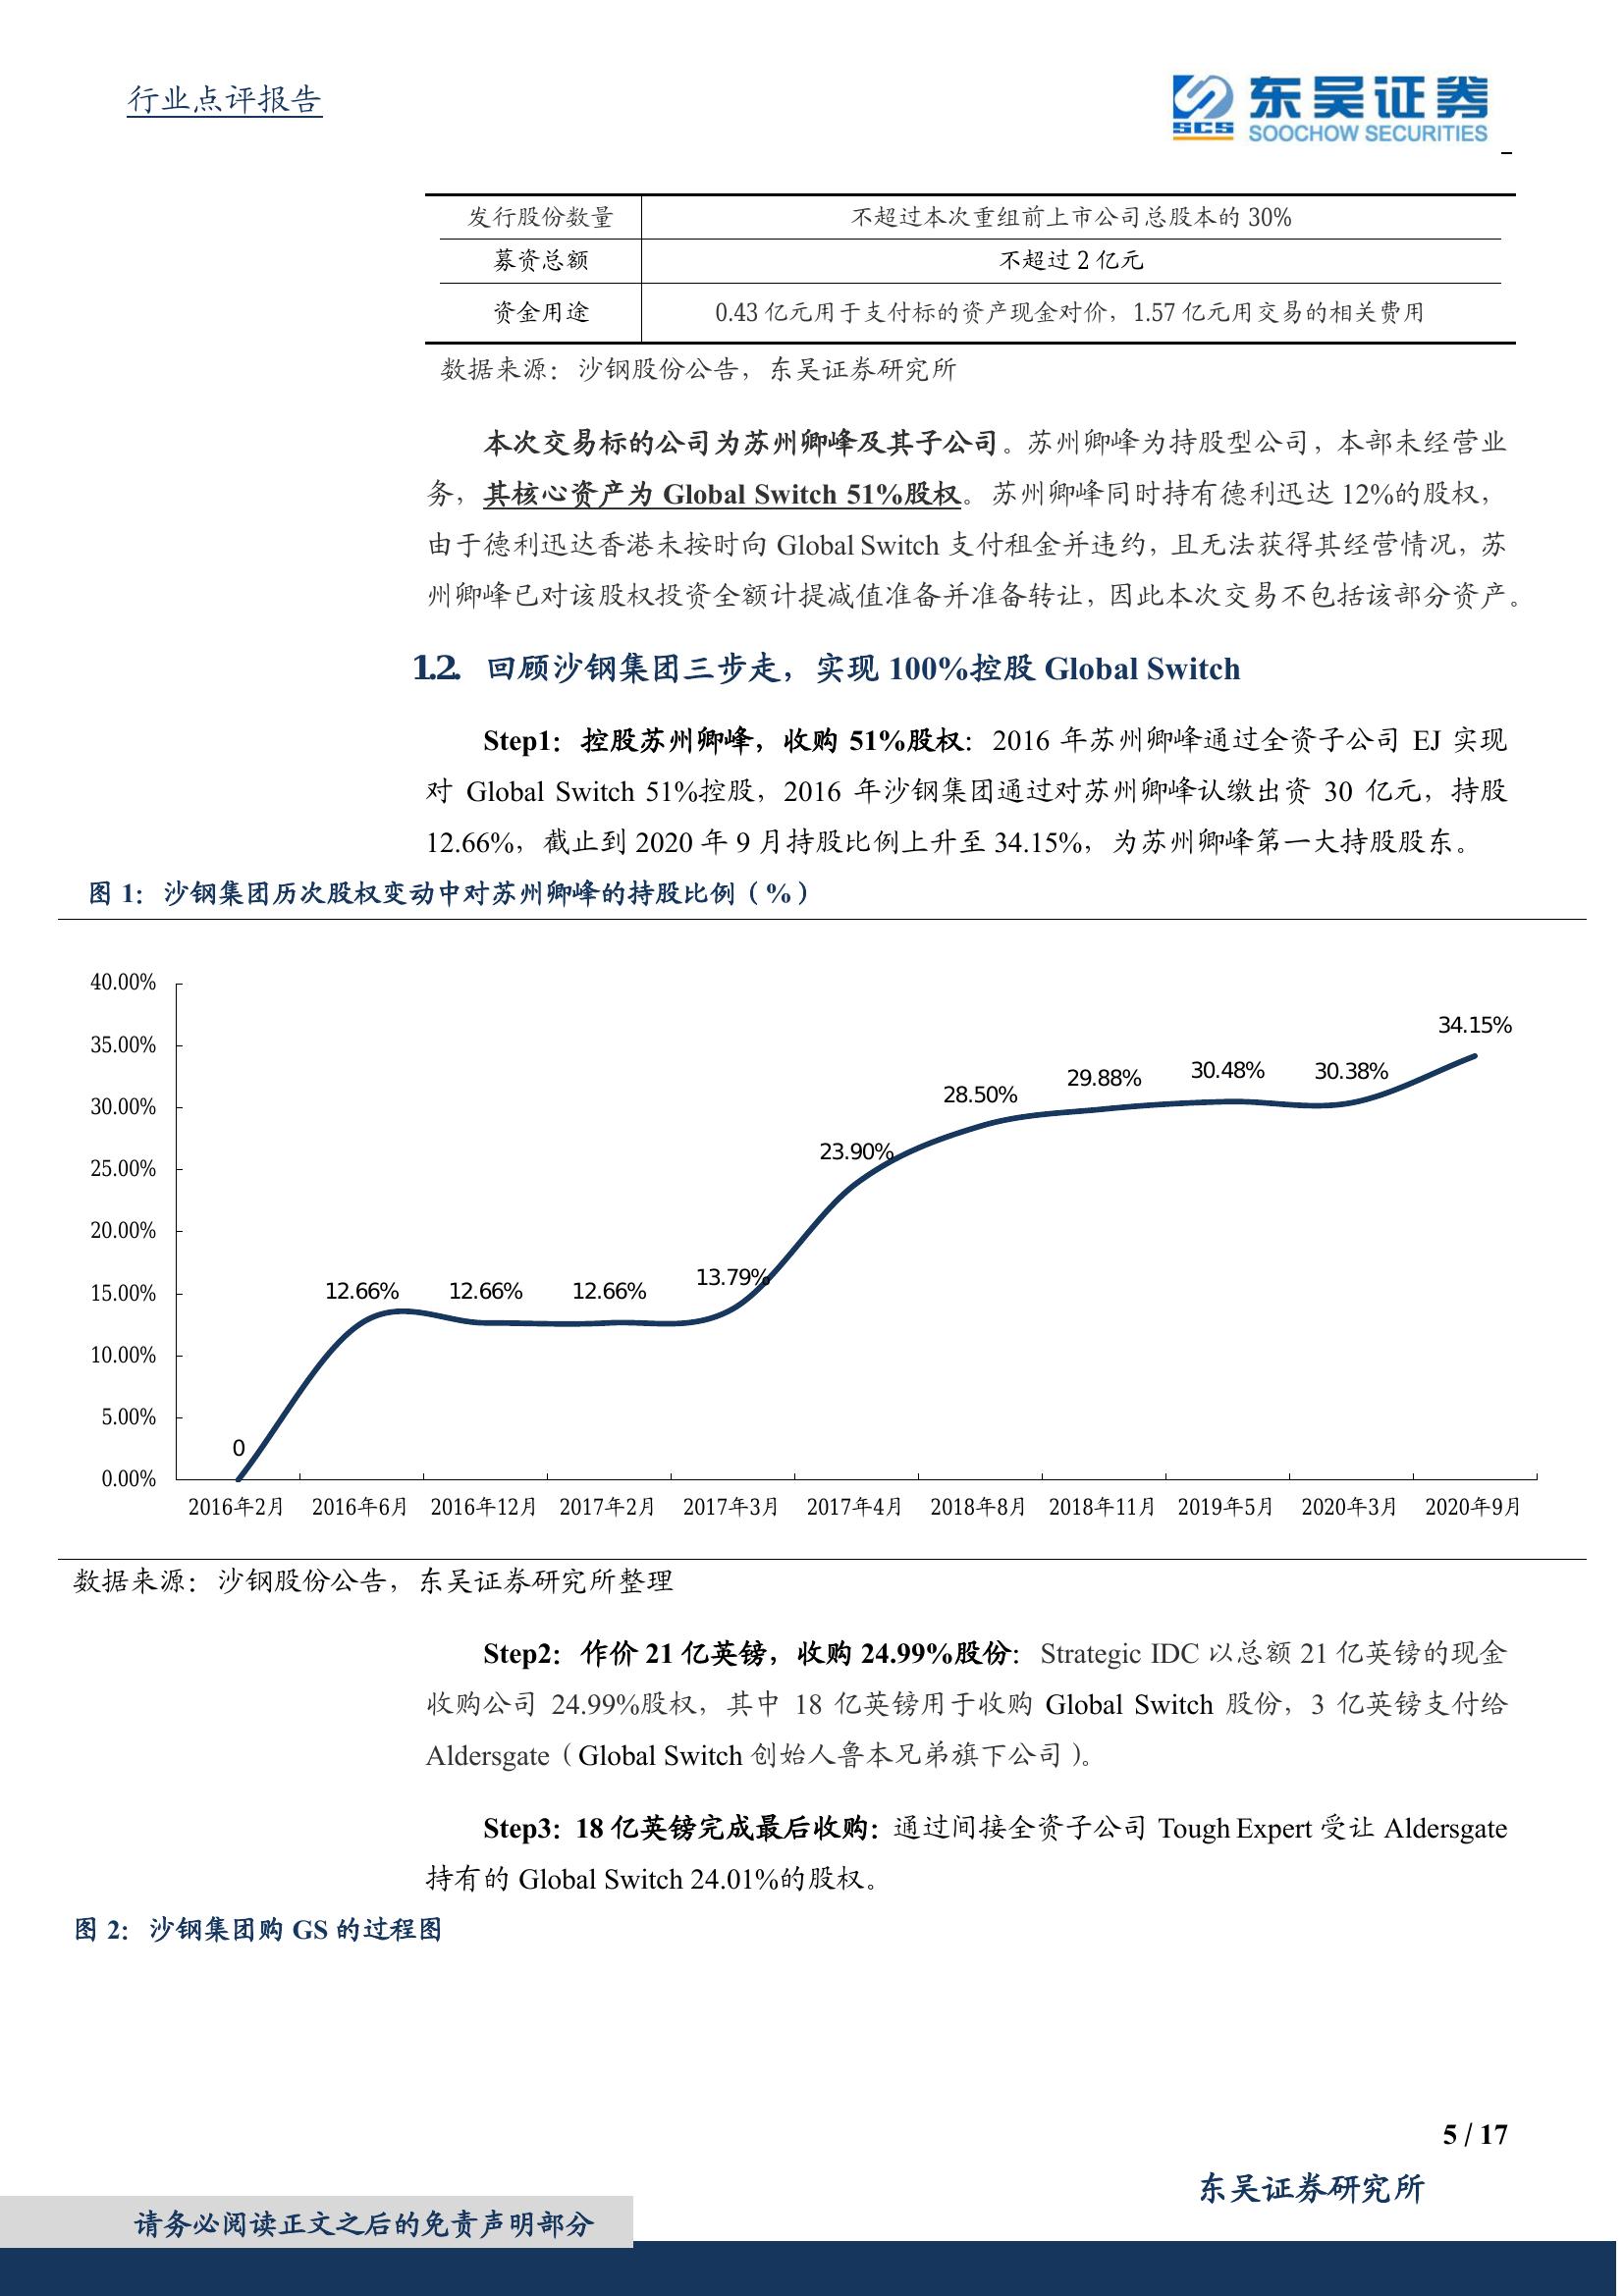 行业点评报告
东吴证券
SCS SOOCHOW SECURITIES
发行股份数量 不超过本次重组前上市公司总股本的 30%
募资总额 不超过 2 亿元
资金用途 0.43 亿元用于支付标的资产现金对价，1.57 亿元用交易的相关费用
数据来源：沙钢股份公告，东吴证券研究所
本次交易标的公司为苏州卿峰及其子公司。苏州卿峰为持股型公司，本部未经营业
务，其核心资产为 Global Switch 51%股权。苏州卿峰同时持有德利迅达 12%的股权，
由于德利迅达香港未按时向 Global Switch 支付租金并违约，且无法获得其经营情况，苏
州卿峰已对该股权投资全额计提减值准备并准备转让，因此本次交易不包括该部分资产。
1.2. 回顾沙钢集团三步走，实现 100%控股 Global Switch
Step1：控股苏州卿峰，收购 51%股权：2016 年苏州卿峰通过全资子公司 EJ 实现
对 Global Switch 51%控股，2016 年沙钢集团通过对苏州卿峰认缴出资 30 亿元，持股
12.66%，截止到 2020 年 9 月持股比例上升至 34.15%，为苏州卿峰第一大持股股东。
图 1：沙钢集团历次股权变动中对苏州卿峰的持股比例（%）
40.00%
35.00%
30.00%
25.00%
20.00%
15.00%
10.00%
5.00%
0.00%
0 12.66% 12.66% 12.66% 13.79% 23.90% 28.50% 29.88% 30.48% 30.38% 34.15%
2016年2月 2016年6月 2016年12月 2017年2月 2017年3月 2017年4月 2018年8月 2018年11月 2019年5月 2020年3月 2020年9月
数据来源：沙钢股份公告，东吴证券研究所整理
Step2：作价 21 亿英镑，收购 24.99%股份：Strategic IDC 以总额 21 亿英镑的现金
收购公司 24.99%股权，其中 18 亿英镑用于收购 Global Switch 股份，3 亿英镑支付给
Aldersgate（Global Switch 创始人鲁本兄弟旗下公司）。
Step3：18 亿英镑完成最后收购：通过间接全资子公司 Tough Expert 受让 Aldersgate
持有的 Global Switch 24.01%的股权。
图 2：沙钢集团购 GS 的过程图
5 / 17
东吴证券研究所
请务必阅读正文之后的免责声明部分